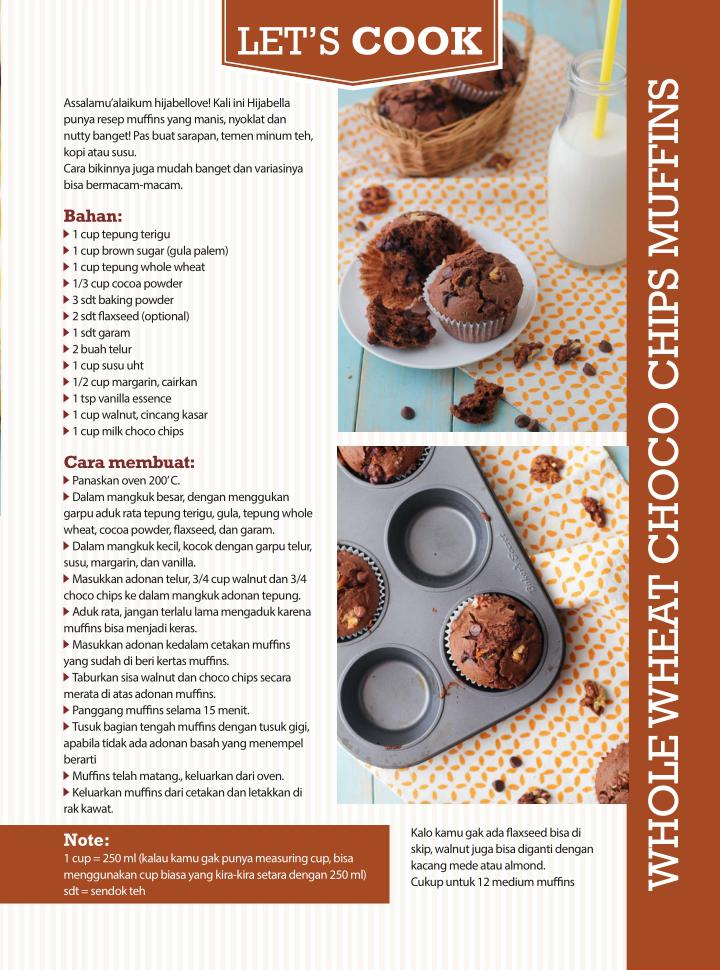 LET'S COOK
Assalamu'alaikum hijabellove! Kali ini Hijabella
punya resep muffins yang manis, nyoklat dan
nutty banget! Pas buat sarapan, temen minum teh,
kopi atau susu.
Cara bikinnya juga mudah banget dan variasinya
bisa bermacam-macam.
Bahan:
1 cup tepung terigu
1 cup brown sugar (gula palem)
1 cup tepung whole wheat
1/3 cup cocoa powder
3 sdt baking powder
2 sdt flaxseed (optional)
1 sdt garam
2 buah telur
1 cup susu uht
1/2 cup margarin, cairkan
1 tsp vanilla essence
1 cup walnut, cincang kasar
1 cup milk choco chips
Cara membuat:
Panaskan oven 200'C.
Dalam mangkuk besar, dengan menggukan
garpu aduk rata tepung terigu, gula, tepung whole
wheat, cocoa powder, flaxseed, dan garam.
Dalam mangkuk kecil, kocok dengan garpu telur,
susu, margarin, dan vanilla.
Masukkan adonan telur, 3/4 cup walnut dan 3/4
choco chips ke dalam mangkuk adonan tepung.
Aduk rata, jangan terlalu lama mengaduk karena
muffins bisa menjadi keras.
Masukkan adonan kedalam cetakan muffins
yang sudah di beri kertas muffins.
Taburkan sisa walnut dan choco chips secara
merata di atas adonan muffins.
Panggang muffins selama 15 menit.
Tusuk bagian tengah muffins dengan tusuk gigi,
apabila tidak ada adonan basah yang menempel
berarti
Muffins telah matang., keluarkan dari oven.
Keluarkan muffins dari cetakan dan letakkan di
rak kawat.
Note:
1 cup = 250 ml (kalau kamu gak punya measuring cup, bisa
menggunakan cup biasa yang kira-kira setara dengan 250 ml)
sdt = sendok teh
Kalo kamu gak ada flaxseed bisa di
skip, walnut juga bisa diganti dengan
kacang mede atau almond.
Cukup untuk 12 medium muffins
WHOLE WHEAT CHOCO CHIPS MUFFINS